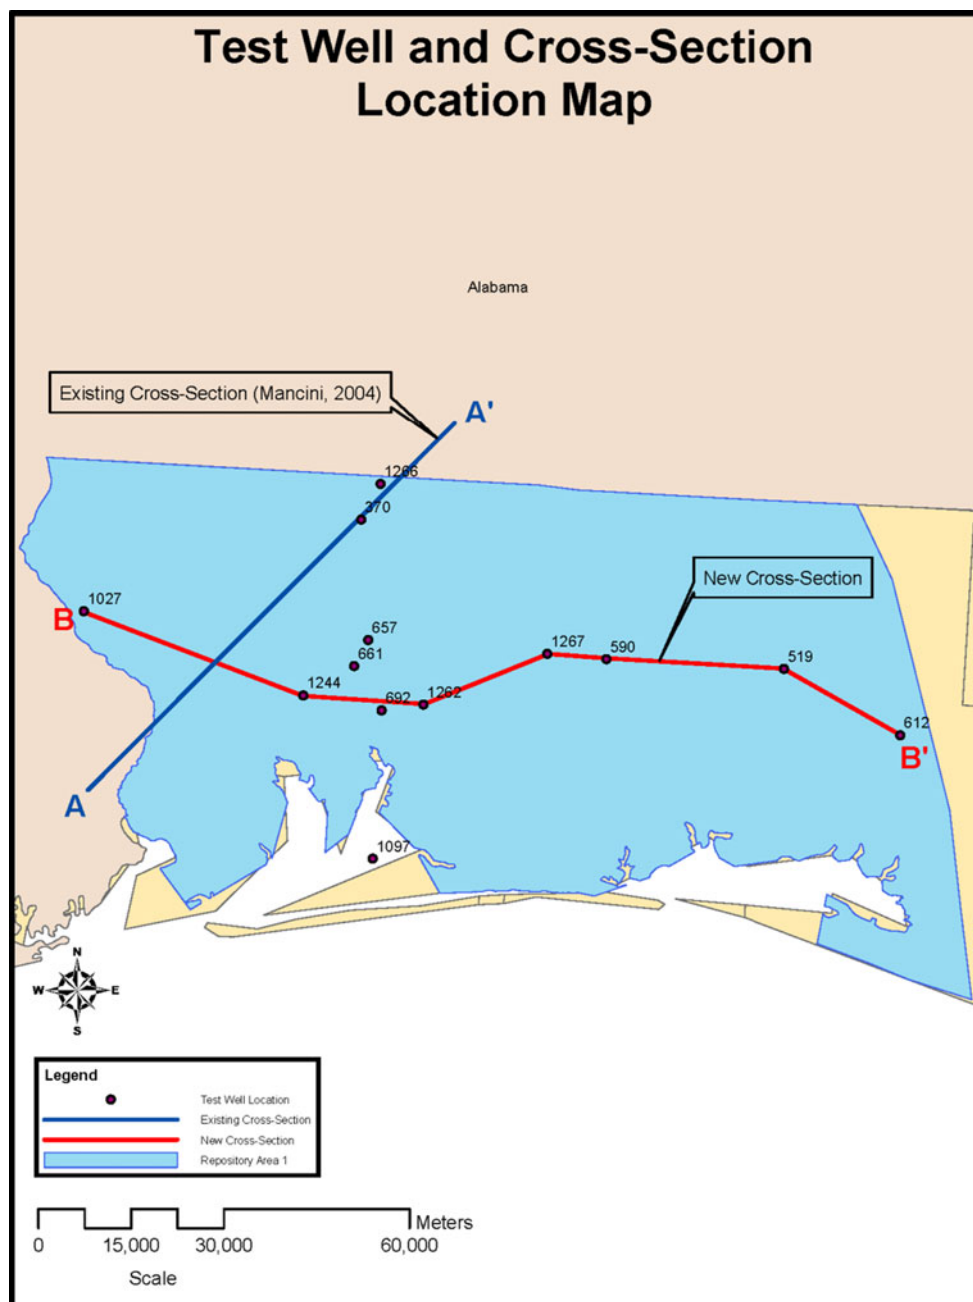 Test Well and Cross-Section
Location Map
Alabama
Existing Cross-Section (Mancini, 2004)
A'
1266
370
New Cross-Section
1027
B
657
661
1267
590
519
1244
692
1262
612
B'
A
1097
N
W
E
S
Legend
Test Well Location
Existing Cross-Section
New Cross-Section
Repository Area 1
Meters
0
15,000
30,000
60,000
Scale